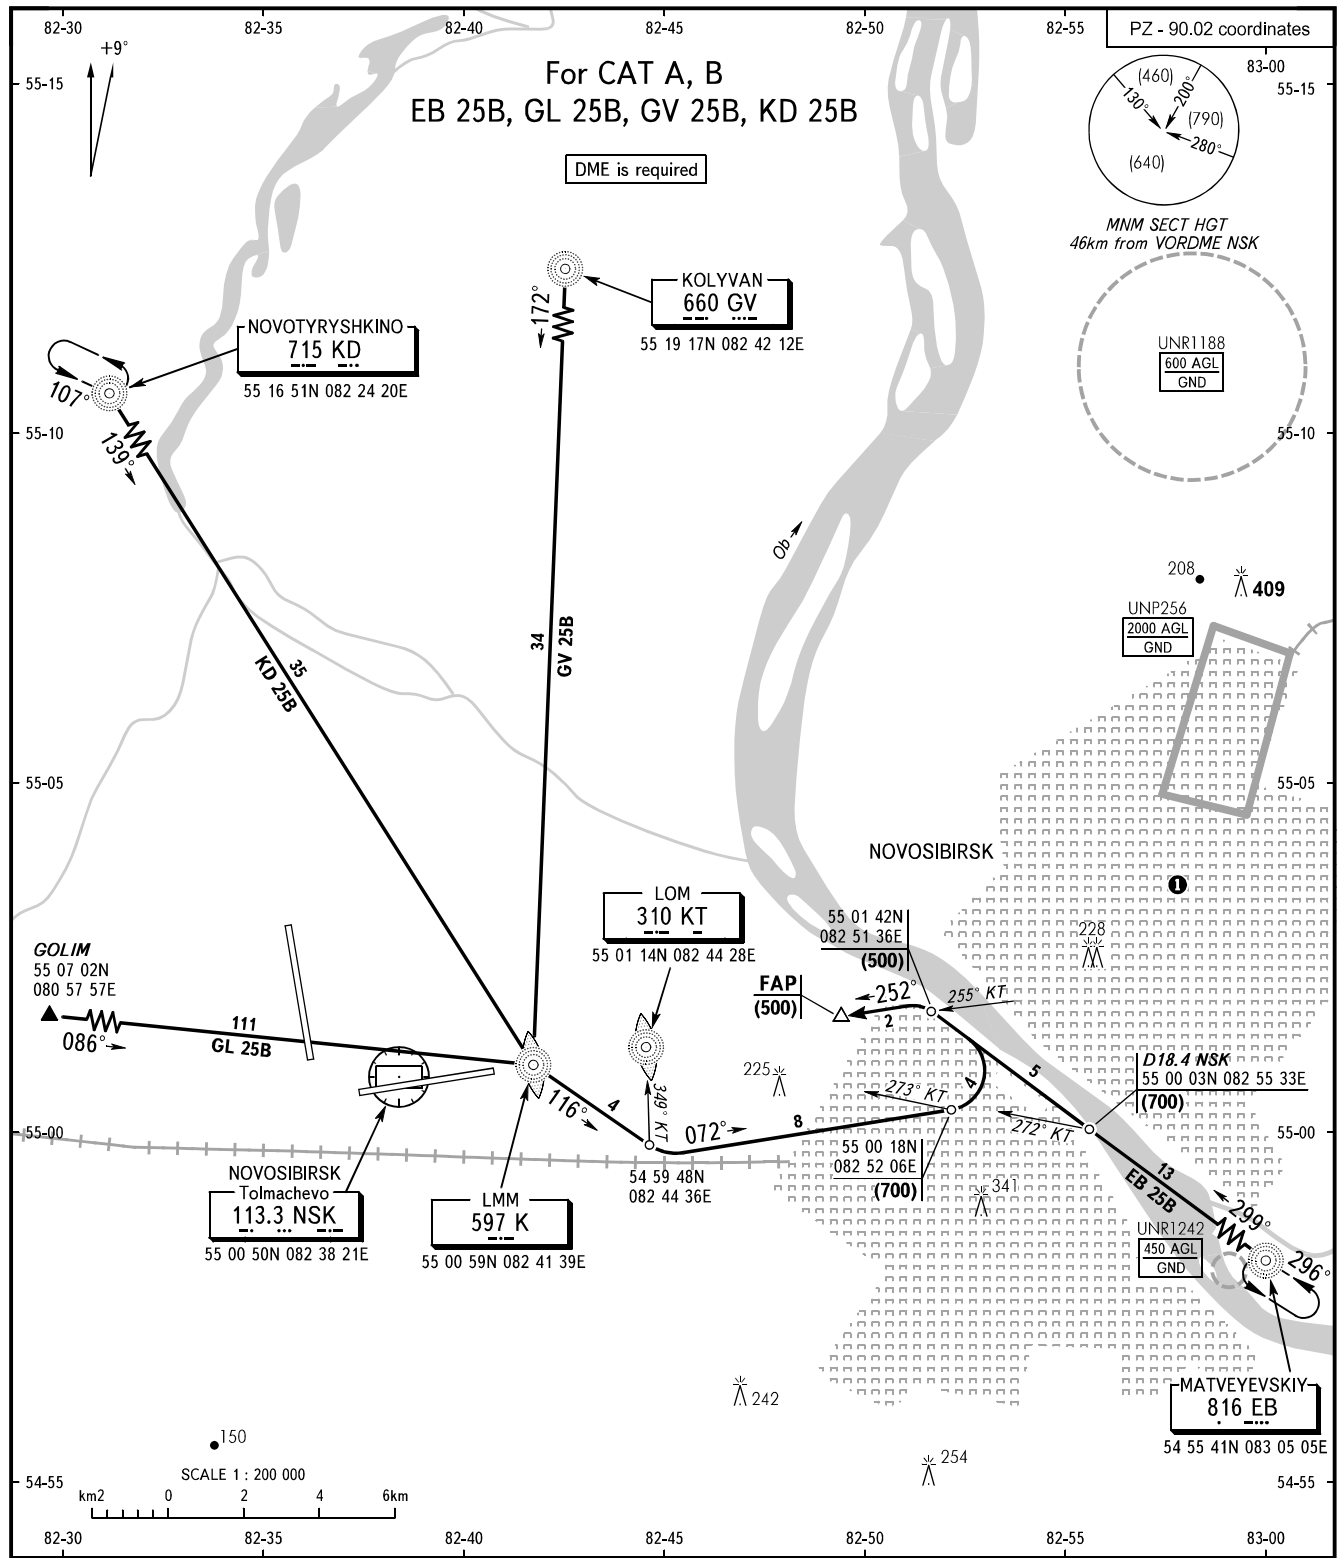 82-30
82-35
82-40
82-45
82-50
82-55
PZ - 90.02 coordinates
83-00
+9°
55-15
55-15
For CAT A, B
EB 25B, GL 25B, GV 25B, KD 25B
DME is required
(460)
130°
200°
(790)
280°
(640)
MNM SECT HGT
46km from VORDME NSK
KOLYVAN
660 GV
55 19 17N 082 42 12E
172°
NOVOTYRYSHKINO
715 KD
55 16 51N 082 24 20E
107°
139°
UNR1188
600 AGL
GND
55-10
55-10
Ob
208
409
UNP256
2000 AGL
GND
34
GV 25B
35
KD 25B
55-05
55-05
NOVOSIBIRSK
1
LOM
310 KT
55 01 14N 082 44 28E
55 01 42N
082 51 36E
(500)
228
GOLIM
55 07 02N
080 57 57E
086°
111
GL 25B
FAP
(500)
252°
2
255° KT
D18.4 NSK
55 00 03N 082 55 33E
(700)
5
225
273° KT
4
272° KT
116°
4
349° KT
072°
8
55-00
55-00
55 00 18N
082 52 06E
(700)
54 59 48N
082 44 36E
341
13
EB 25B
299°
296°
UNR1242
450 AGL
GND
NOVOSIBIRSK
Tolmachevo
113.3 NSK
55 00 50N 082 38 21E
LMM
597 K
55 00 59N 082 41 39E
MATVEYEVSKIY
816 EB
54 55 41N 083 05 05E
242
254
150
SCALE 1 : 200 000
km2 0 2 4 6km
54-55
54-55
82-30
82-35
82-40
82-45
82-50
82-55
83-00